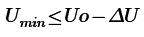 U_min ≤ Uo − ΔU